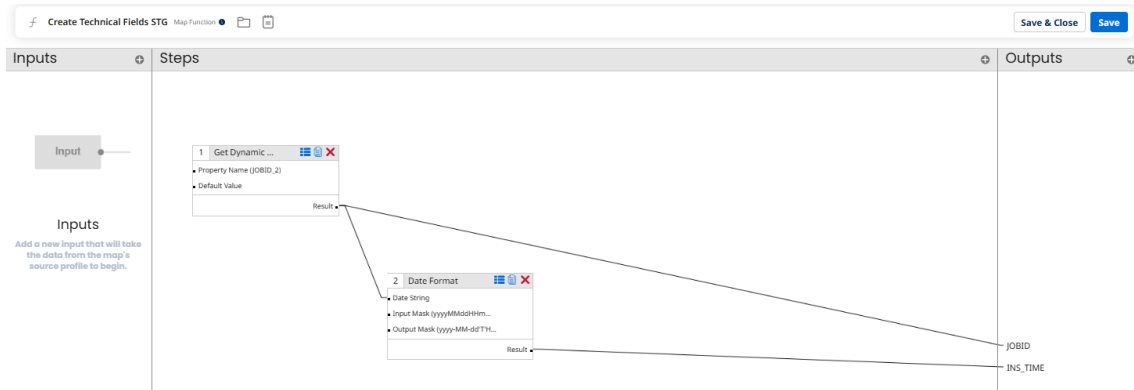 Create Technical Fields STG Map Function
Save & Close
Save
Inputs
Steps
Outputs
Input
Inputs
Add a new input that will take
the data from the map's
source profile to begin.
1 Get Dynamic ...
Property Name (JOBID_2)
Default Value
Result
2 Date Format
Date String
Input Mask (yyyyMMddHHm...
Output Mask (yyyy-MM-dd'T'H...
Result
JOBID
INS_TIME